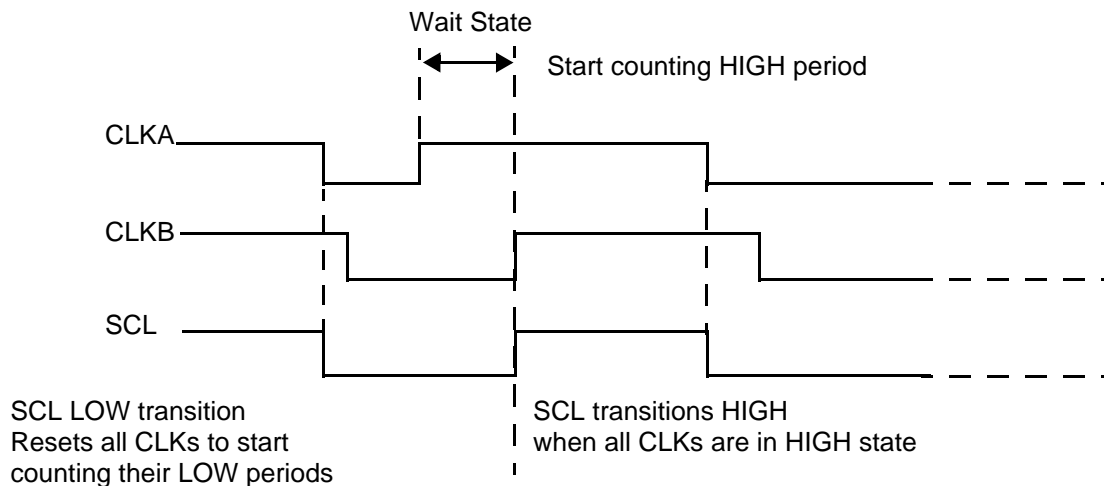 Wait State
Start counting HIGH period
CLKA
CLKB
SCL
SCL LOW transition
Resets all CLKs to start
counting their LOW periods
SCL transitions HIGH
when all CLKs are in HIGH state